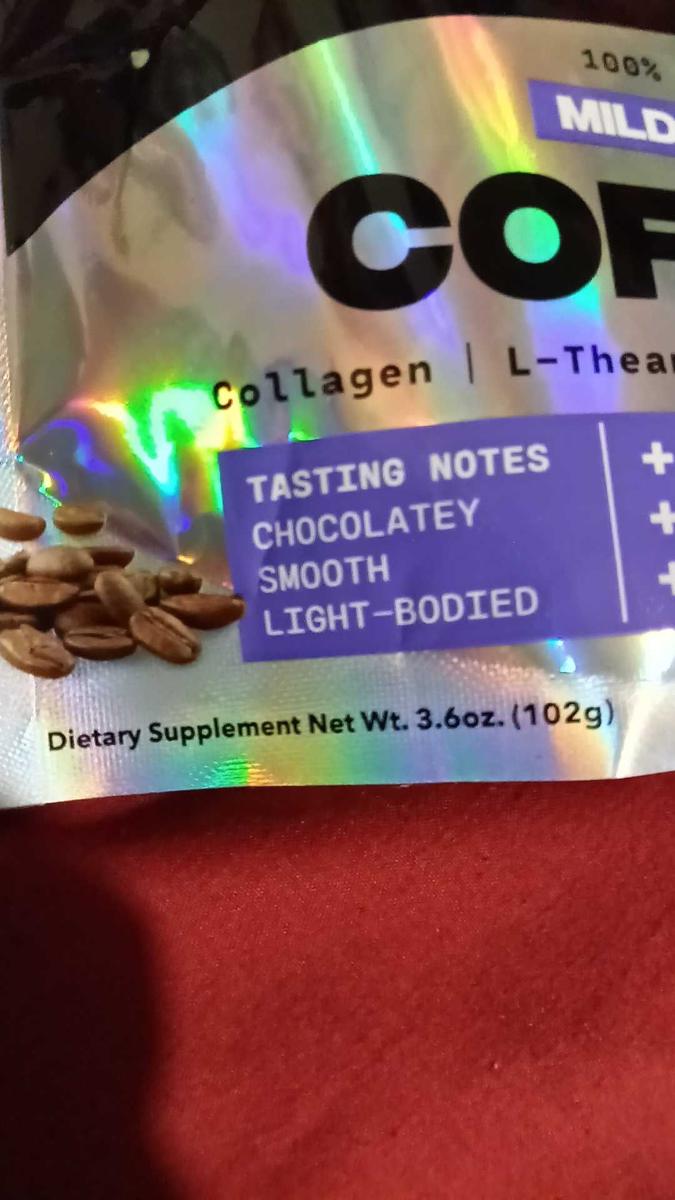 100%
MILD
COF
Collagen | L-Thea
TASTING NOTES
CHOCOLATEY
SMOOTH
LIGHT-BODIED
+
+
+
Dietary Supplement Net Wt. 3.6oz. (102g)